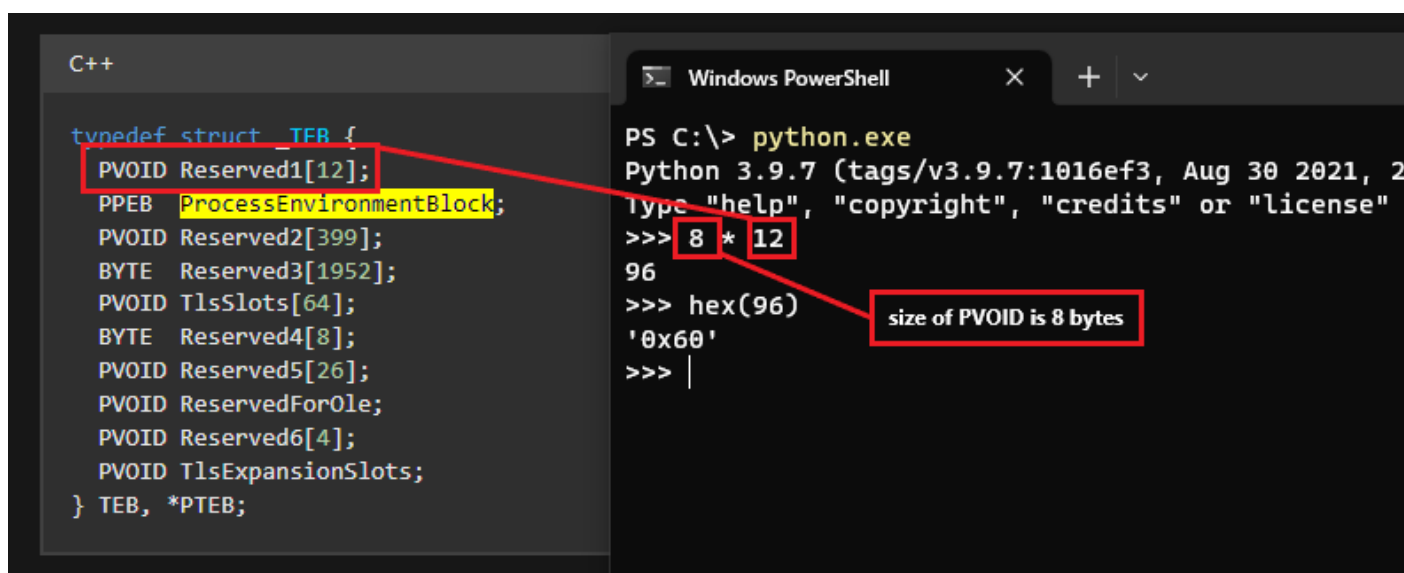 C++
typedef struct _TEB {
PVOID Reserved1[12];
PPEB ProcessEnvironmentBlock;
PVOID Reserved2[399];
BYTE Reserved3[1952];
PVOID TlsSlots[64];
BYTE Reserved4[8];
PVOID Reserved5[26];
PVOID ReservedForOle;
PVOID Reserved6[4];
PVOID TlsExpansionSlots;
} TEB, *PTEB;
Windows PowerShell
PS C:\> python.exe
Python 3.9.7 (tags/v3.9.7:1016ef3, Aug 30 2021, 2
Type "help", "copyright", "credits" or "license"
>>> 8 * 12
96
>>> hex(96)
'0x60'
>>>
size of PVOID is 8 bytes